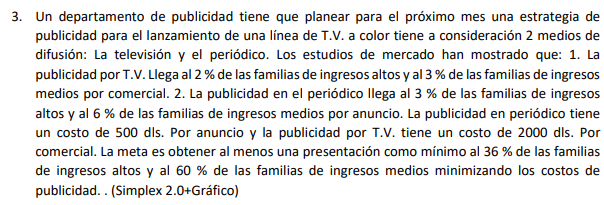 3. Un departamento de publicidad tiene que planear para el próximo mes una estrategia de
publicidad para el lanzamiento de una línea de T.V. a color tiene a consideración 2 medios de
difusión: La televisión y el periódico. Los estudios de mercado han mostrado que: 1. La
publicidad por T.V. Llega al 2 % de las familias de ingresos altos y al 3 % de las familias de ingresos
medios por comercial. 2. La publicidad en el periódico llega al 3 % de las familias de ingresos
altos y al 6 % de las familias de ingresos medios por anuncio. La publicidad en periódico tiene
un costo de 500 dls. Por anuncio y la publicidad por T.V. tiene un costo de 2000 dls. Por
comercial. La meta es obtener al menos una presentación como mínimo al 36 % de las familias
de ingresos altos y al 60 % de las familias de ingresos medios minimizando los costos de
publicidad. . (Simplex 2.0+Gráfico)